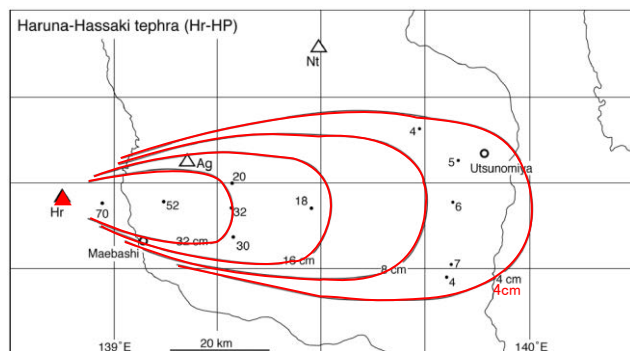 Haruna-Hassaki tephra (Hr-HP)
Nt
4
5
Utsunomiya
Ag
20
Hr
70
52
32
18
6
Maebashi
32 cm
30
16 cm
8 cm
7
4
4 cm
4cm
139°E
20 km
140°E